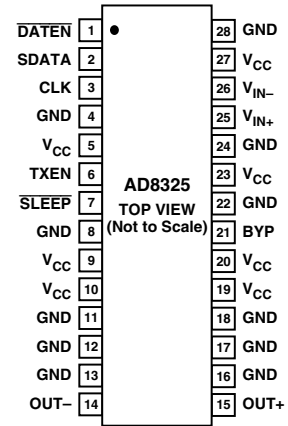 DATEN 1 28 GND
SDATA 2 27 VCC
CLK 3 26 VIN–
GND 4 25 VIN+
VCC 5 24 GND
TXEN 6 23 VCC
AD8325
SLEEP 7 22 GND
TOP VIEW
GND 8 21 BYP
(Not to Scale)
VCC 9 20 VCC
VCC 10 19 VCC
GND 11 18 GND
GND 12 17 GND
GND 13 16 GND
OUT– 14 15 OUT+